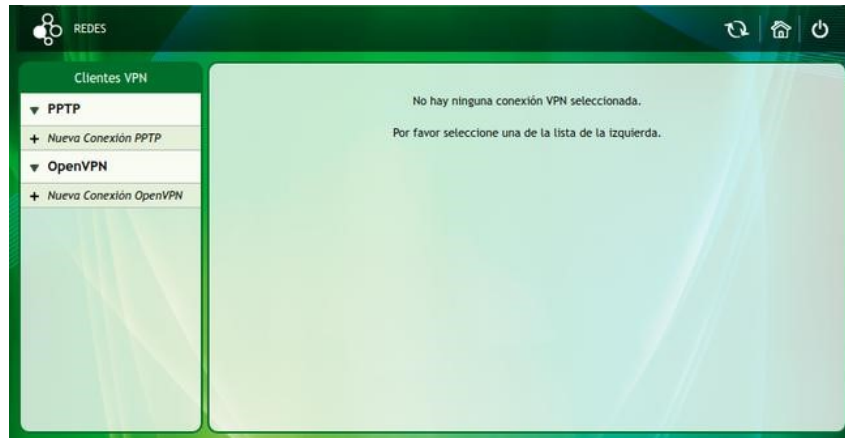 REDES
Clientes VPN
PPTP
+ Nueva Conexión PPTP
OpenVPN
+ Nueva Conexión OpenVPN
No hay ninguna conexión VPN seleccionada.
Por favor seleccione una de la lista de la izquierda.